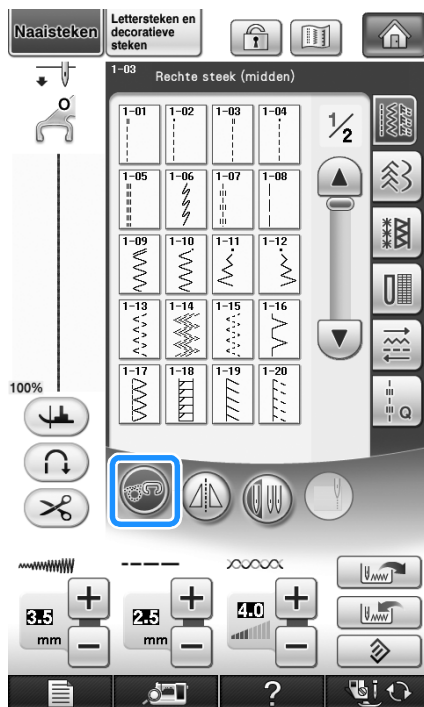 Naaisteken
Lettersteken en
decoratieve
steken
1-03
Rechte steek (midden)
1-01 1-02 1-03 1-04
1/2
1-05 1-06 1-07 1-08
1-09 1-10 1-11 1-12
1-13 1-14 1-15 1-16
1-17 1-18 1-19 1-20
O
100%
Q
3.5
mm
2.5
mm
4.0
?